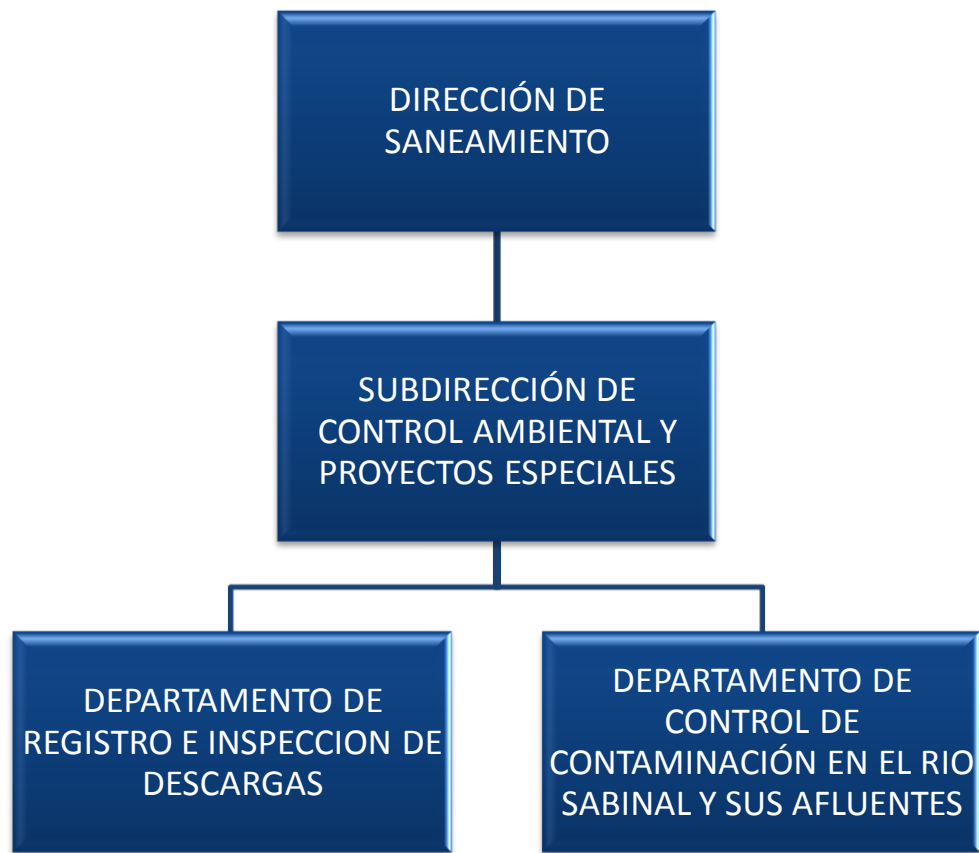 DIRECCIÓN DE
SANEAMIENTO
SUBDIRECCIÓN DE
CONTROL AMBIENTAL Y
PROYECTOS ESPECIALES
DEPARTAMENTO DE
REGISTRO E INSPECCION DE
DESCARGAS
DEPARTAMENTO DE
CONTROL DE
CONTAMINACIÓN EN EL RIO
SABINAL Y SUS AFLUENTES